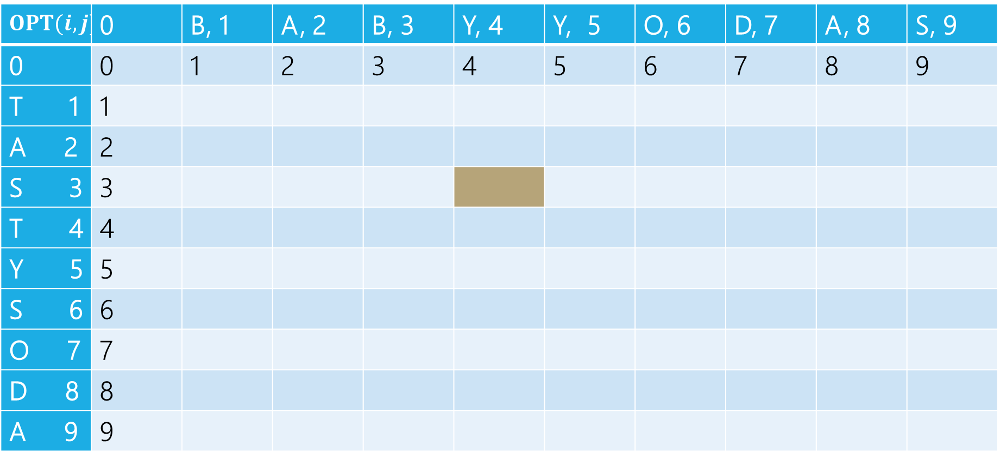 OPT(i,j) 0 B, 1 A, 2 B, 3 Y, 4 Y, 5 O, 6 D, 7 A, 8 S, 9
0 0 1 2 3 4 5 6 7 8 9
T 1 1
A 2 2
S 3 3
T 4 4
Y 5 5
S 6 6
O 7 7
D 8 8
A 9 9